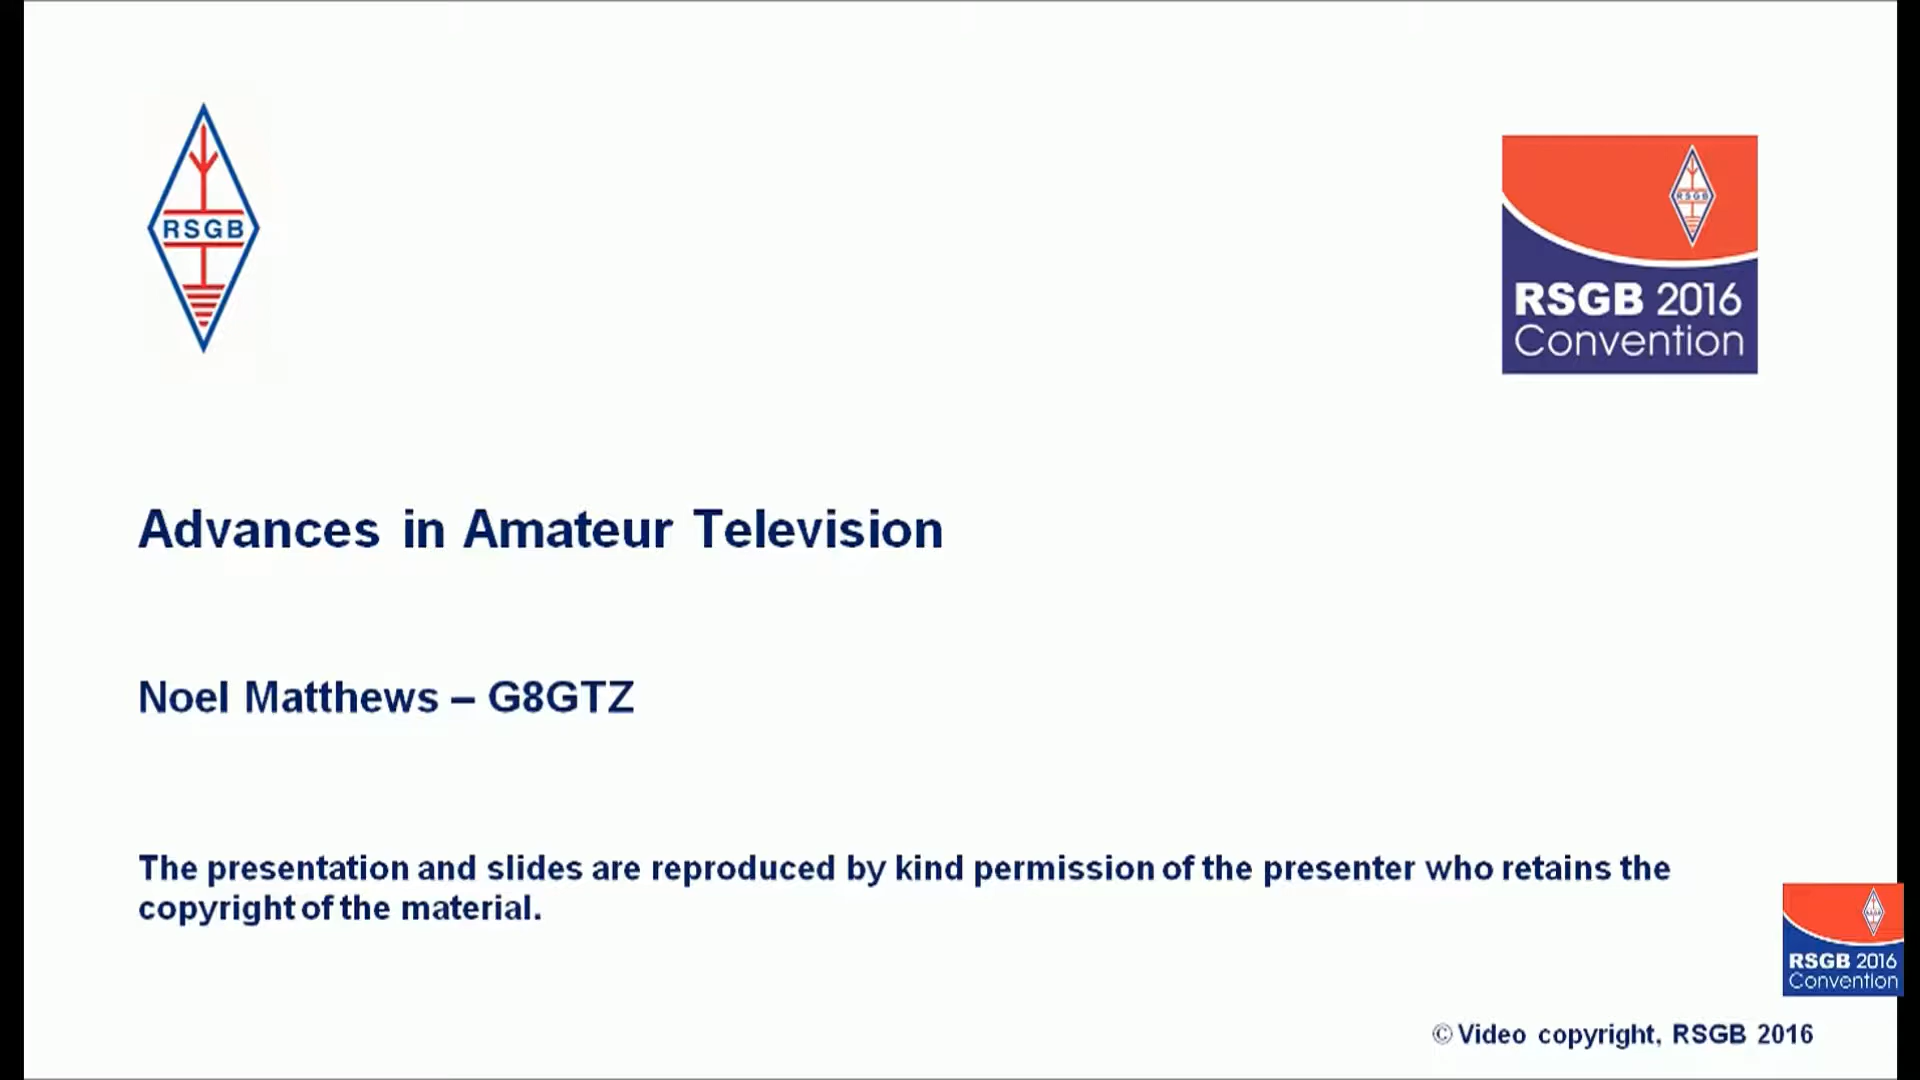 RSGB
RSGB
RSGB 2016
Convention
Advances in Amateur Television
Noel Matthews – G8GTZ
The presentation and slides are reproduced by kind permission of the presenter who retains the
copyright of the material.
RSGB 2016
Convention
© Video copyright, RSGB 2016